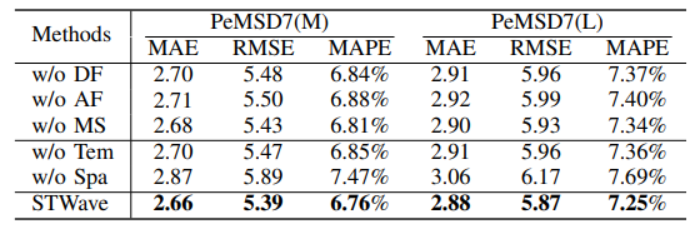 Methods PeMSD7(M) PeMSD7(L)
MAE RMSE MAPE MAE RMSE MAPE
w/o DF 2.70 5.48 6.84% 2.91 5.96 7.37%
w/o AF 2.71 5.50 6.88% 2.92 5.99 7.40%
w/o MS 2.68 5.43 6.81% 2.90 5.93 7.34%
w/o Tem 2.70 5.47 6.85% 2.91 5.96 7.36%
w/o Spa 2.87 5.89 7.47% 3.06 6.17 7.69%
STWave 2.66 5.39 6.76% 2.88 5.87 7.25%